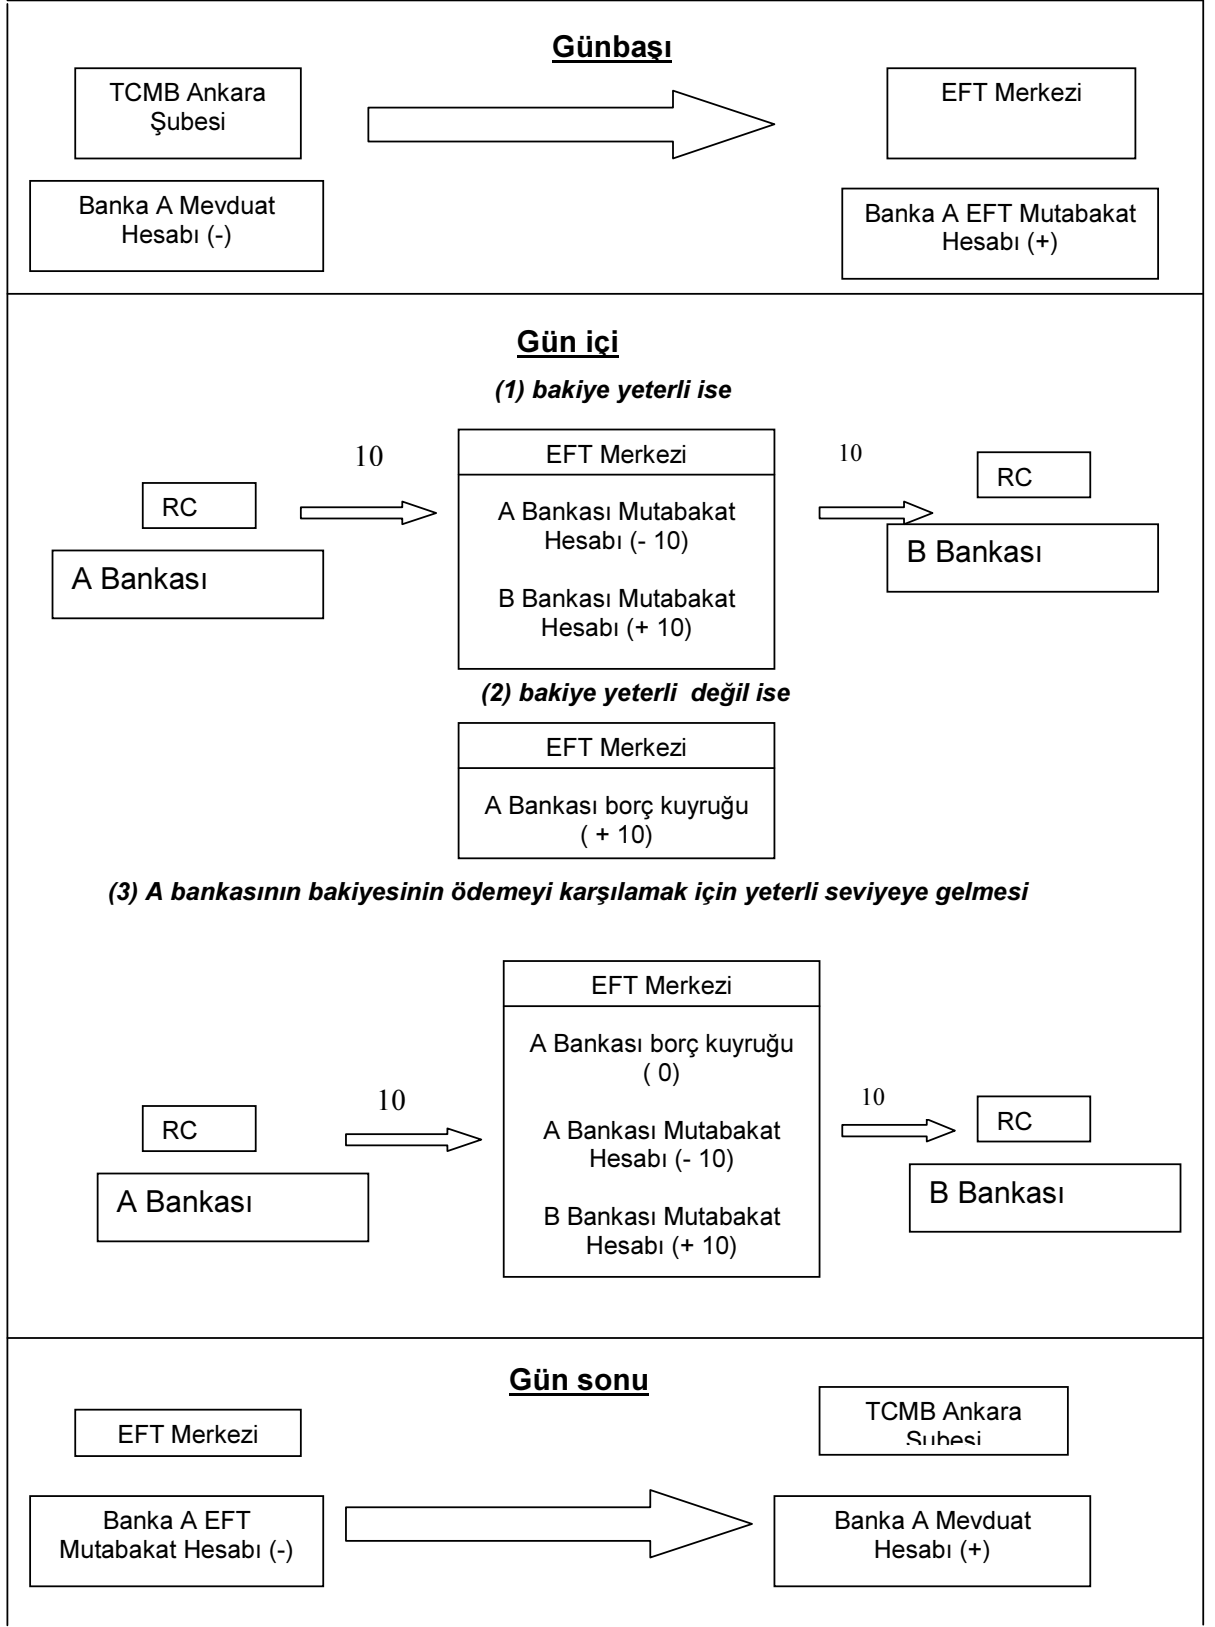 Günbaşı
TCMB Ankara
Şubesi
EFT Merkezi
Banka A Mevduat
Hesabı (-)
Banka A EFT Mutabakat
Hesabı (+)
Gün içi
(1) bakiye yeterli ise
10
EFT Merkezi
10
RC
RC
A Bankası Mutabakat
Hesabı (- 10)
A Bankası
B Bankası
B Bankası Mutabakat
Hesabı (+ 10)
(2) bakiye yeterli  değil ise
EFT Merkezi
A Bankası borç kuyruğu
( + 10)
(3) A bankasının bakiyesinin ödemeyi karşılamak için yeterli seviyeye gelmesi
EFT Merkezi
A Bankası borç kuyruğu
( 0)
10
10
RC
RC
A Bankası Mutabakat
Hesabı (- 10)
A Bankası
B Bankası
B Bankası Mutabakat
Hesabı (+ 10)
Gün sonu
EFT Merkezi
TCMB Ankara
Şubesi
Banka A EFT
Mutabakat Hesabı (-)
Banka A Mevduat
Hesabı (+)